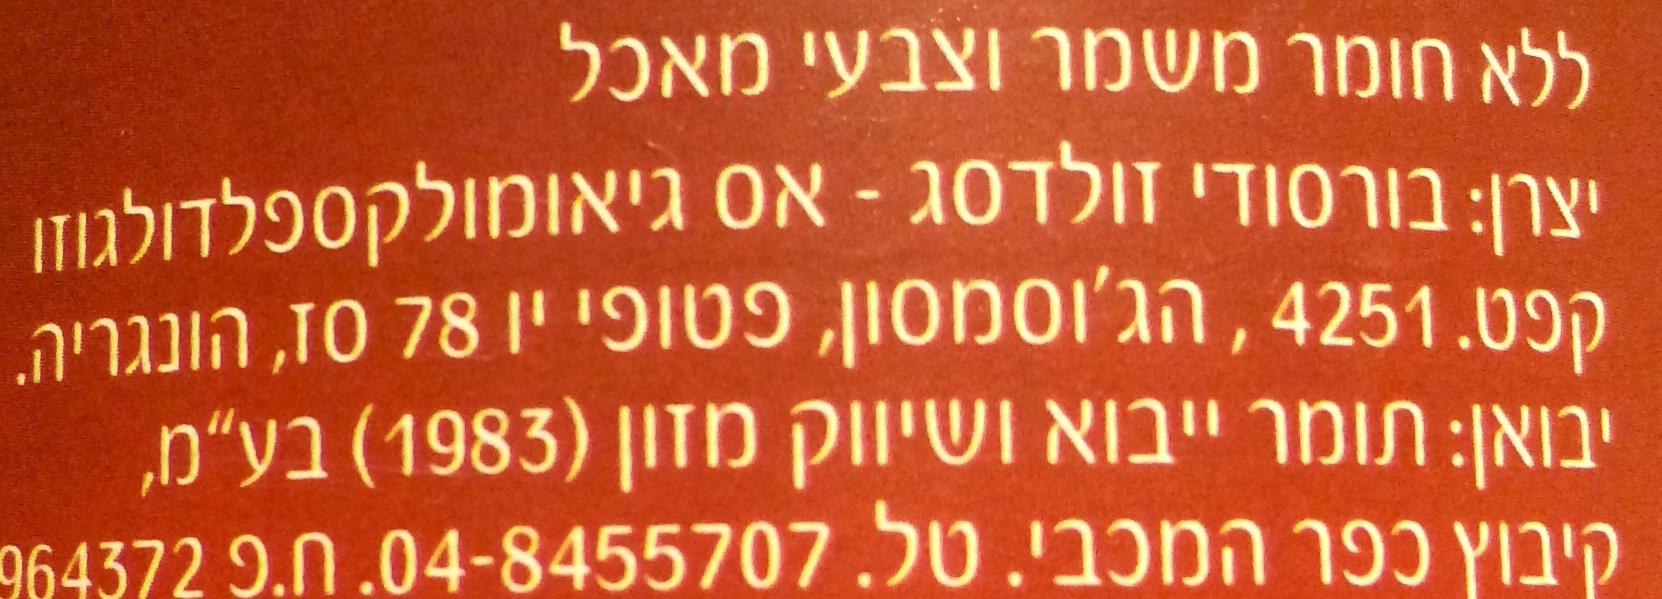 ללא חומר משמר וצבעי מאכל
יצרן: בורסודי זולדסג - אס גיאומולקספלדולגוזו
קפט. 4251 , הג'וסמסון, פטופי יו 78 סז, הונגריה.
יבואן: תומר ייבוא ושיווק מזון (1983) בע"מ,
קיבוץ כפר המכבי. טל. 04-8455707. ח.פ 964372